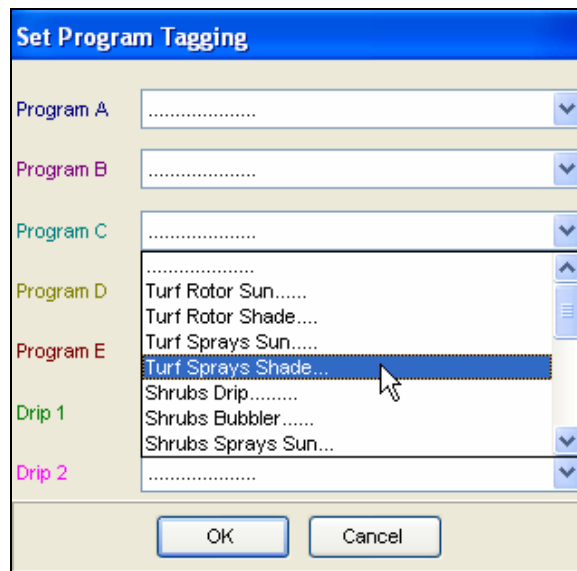 Set Program Tagging
Program A ....................
Program B ....................
Program C ....................
....................
Program D
Turf Rotor Sun......
Turf Rotor Shade....
Turf Sprays Sun.....
Program E
Turf Sprays Shade...
Shrubs Drip.........
Drip 1
Shrubs Bubbler......
Shrubs Sprays Sun...
Drip 2 ....................
OK Cancel